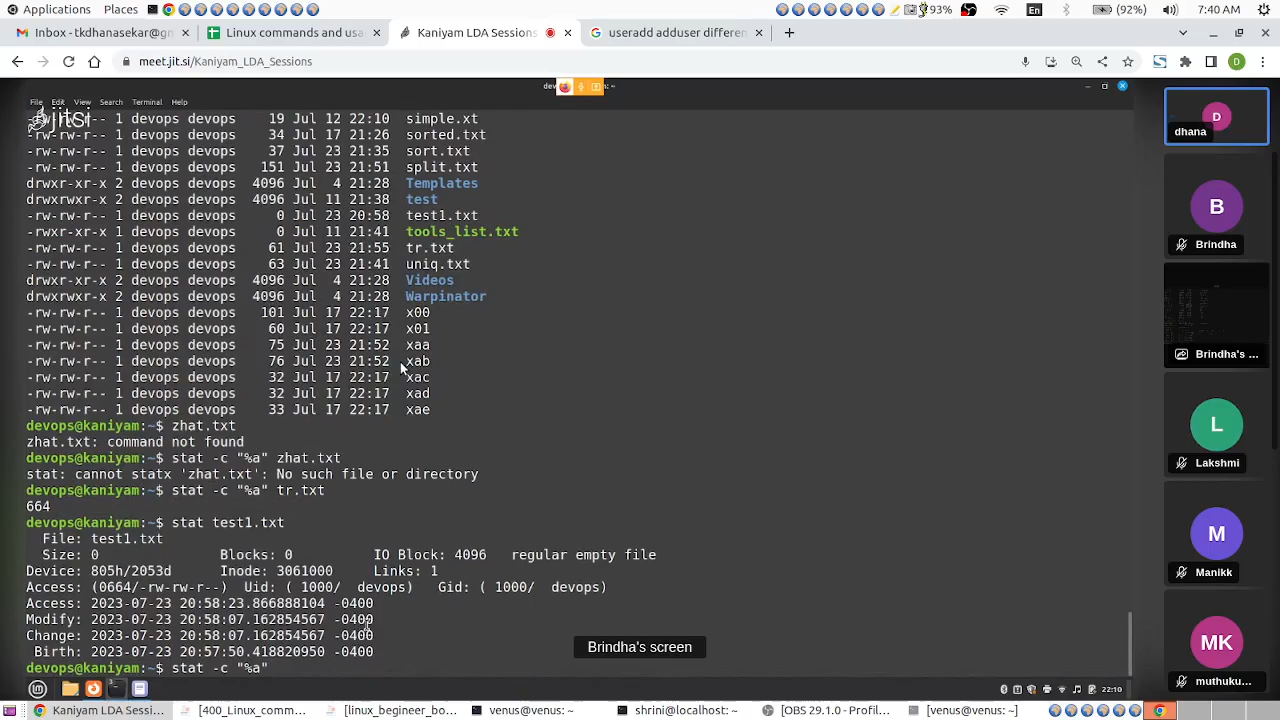 Applications Places 93% En (92%) 7:40 AM
Inbox - tkdhanasekar@gm
Linux commands and usa
Kaniyam LDA Sessions
useradd adduser differen
meet.jit.si/Kaniyam_LDA_Sessions
File Edit View Search Terminal Help
jitsi
-rw-rw-r-- 1 devops devops 19 Jul 12 22:10 simple.xt
-rw-rw-r-- 1 devops devops 34 Jul 17 21:26 sorted.txt
-rw-rw-r-- 1 devops devops 37 Jul 23 21:35 sort.txt
-rw-rw-r-- 1 devops devops 151 Jul 23 21:51 split.txt
drwxr-xr-x 2 devops devops 4096 Jul 4 21:28 Templates
drwxrwxr-x 2 devops devops 4096 Jul 11 21:38 test
-rw-rw-r-- 1 devops devops 0 Jul 23 20:58 test1.txt
-rwxrw-r-- 1 devops devops 0 Jul 11 21:41 tools_list.txt
-rw-rw-r-- 1 devops devops 61 Jul 23 21:55 tr.txt
-rw-rw-r-- 1 devops devops 63 Jul 23 21:41 uniq.txt
drwxr-xr-x 2 devops devops 4096 Jul 4 21:28 Videos
drwxrwxr-x 2 devops devops 4096 Jul 4 21:28 Warpinator
-rw-rw-r-- 1 devops devops 101 Jul 17 22:17 x00
-rw-rw-r-- 1 devops devops 60 Jul 17 22:17 x01
-rw-rw-r-- 1 devops devops 75 Jul 23 21:52 xaa
-rw-rw-r-- 1 devops devops 76 Jul 23 21:52 xab
-rw-rw-r-- 1 devops devops 32 Jul 17 22:17 xac
-rw-rw-r-- 1 devops devops 32 Jul 17 22:17 xad
-rw-rw-r-- 1 devops devops 33 Jul 17 22:17 xae
devops@kaniyam:~$ zhat.txt
zhat.txt: command not found
devops@kaniyam:~$ stat -c "%a" zhat.txt
stat: cannot statx 'zhat.txt': No such file or directory
devops@kaniyam:~$ stat -c "%a" tr.txt
664
devops@kaniyam:~$ stat test1.txt
File: test1.txt
Size: 0 Blocks: 0 IO Block: 4096 regular empty file
Device: 805h/2053d Inode: 3061000 Links: 1
Access: (0664/-rw-rw-r--) Uid: ( 1000/ devops) Gid: ( 1000/ devops)
Access: 2023-07-23 20:58:23.866888104 -0400
Modify: 2023-07-23 20:58:07.162854567 -0400
Change: 2023-07-23 20:58:07.162854567 -0400
Birth: 2023-07-23 20:57:50.418820950 -0400
devops@kaniyam:~$ stat -c "%a"
Brindha's screen
22:10
D
dhana
B
Brindha
Brindha's ...
L
Lakshmi
M
Manikk
MK
muthuku...
Kaniyam LDA Sessi...
[400_Linux_comm...
[linux_begineer_bo...
venus@venus: ~
shrini@localhost: ~
[OBS 29.1.0 - Profil...
[venus@venus: ~]